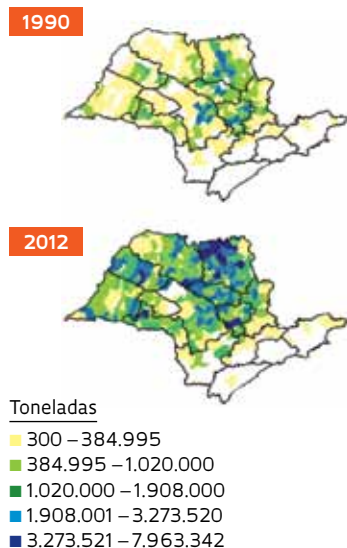 1990
2012
Toneladas
300 – 384.995
384.995 – 1.020.000
1.020.000 – 1.908.000
1.908.001 – 3.273.520
3.273.521 – 7.963.342